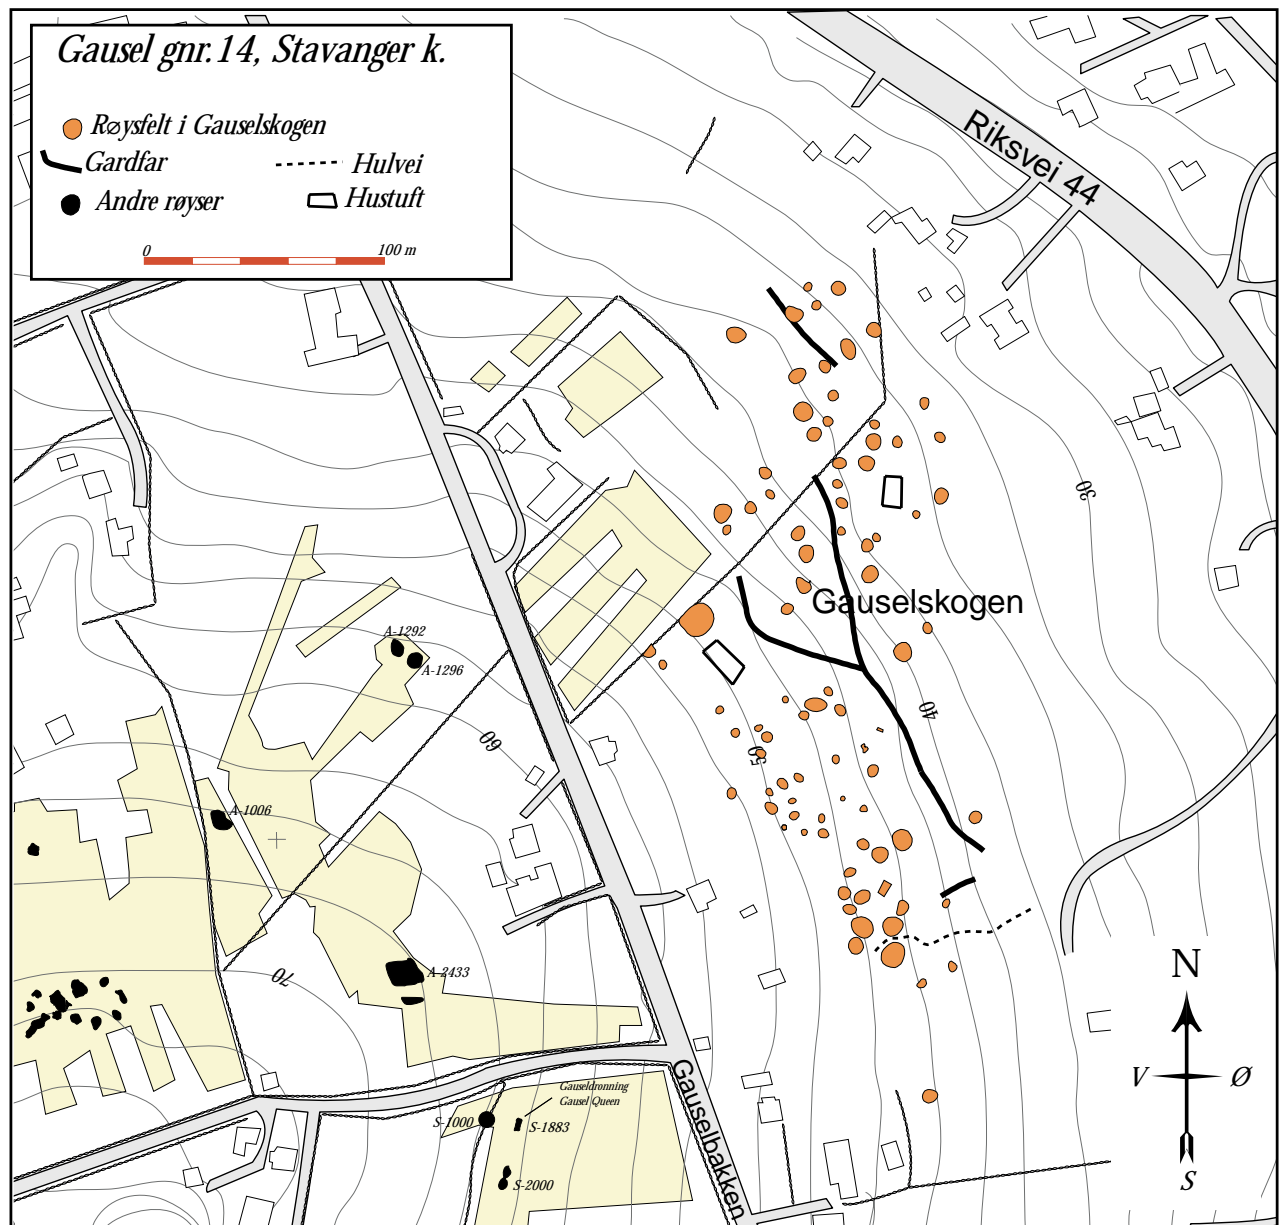 Gausel gnr.14, Stavanger k.
Røysfelt i Gauselskogen
Gardfar
Hulvei
Andre røyser
Hustuft
0
100 m
Riksvei 44
30
Gauselskogen
A-1292
A-1296
40
60
50
A-1006
70
A-2433
N
V
Ø
S
Gauseldronning
Gausel Queen
S-1000
S-1883
S-2000
Gauselbakken